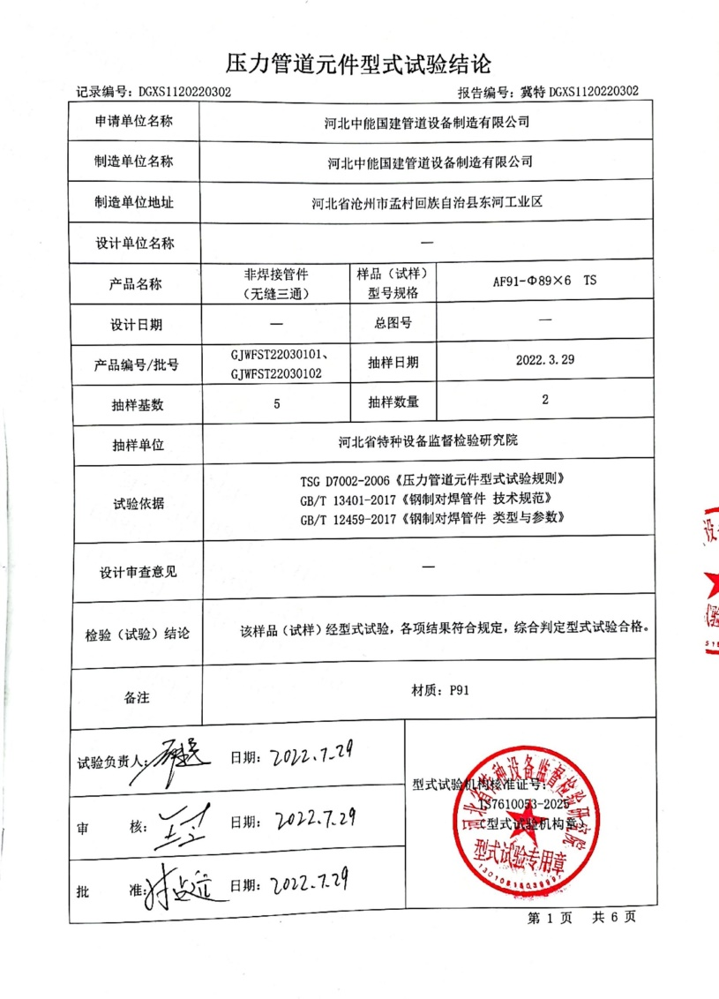 压力管道元件型式试验结论
记录编号：DGXS1120220302 报告编号：冀特 DGXS1120220302
申请单位名称 河北中能国建管道设备制造有限公司
制造单位名称 河北中能国建管道设备制造有限公司
制造单位地址 河北省沧州市孟村回族自治县东河工业区
设计单位名称 —
产品名称 非焊接管件
（无缝三通） 样品（试样）
型号规格 AF91-Φ89×6 TS
设计日期 — 总图号 —
产品编号/批号 GJWFST22030101、
GJWFST22030102 抽样日期 2022.3.29
抽样基数 5 抽样数量 2
抽样单位 河北省特种设备监督检验研究院
试验依据 TSG D7002-2006《压力管道元件型式试验规则》
GB/T 13401-2017《钢制对焊管件 技术规范》
GB/T 12459-2017《钢制对焊管件 类型与参数》
设计审查意见 —
检验（试验）结论 该样品（试样）经型式试验，各项结果符合规定，综合判定型式试验合格。
备注 材质：P91
试验负责人： 日期：2022.7.29
审 核： 日期：2022.7.29
批 准： 日期：2022.7.29
型式试验机构核准证号：
TS7610053-2025
（型式试验机构章）
河北省特种设备监督检验研究院
型式试验专用章
第 1 页 共 6 页